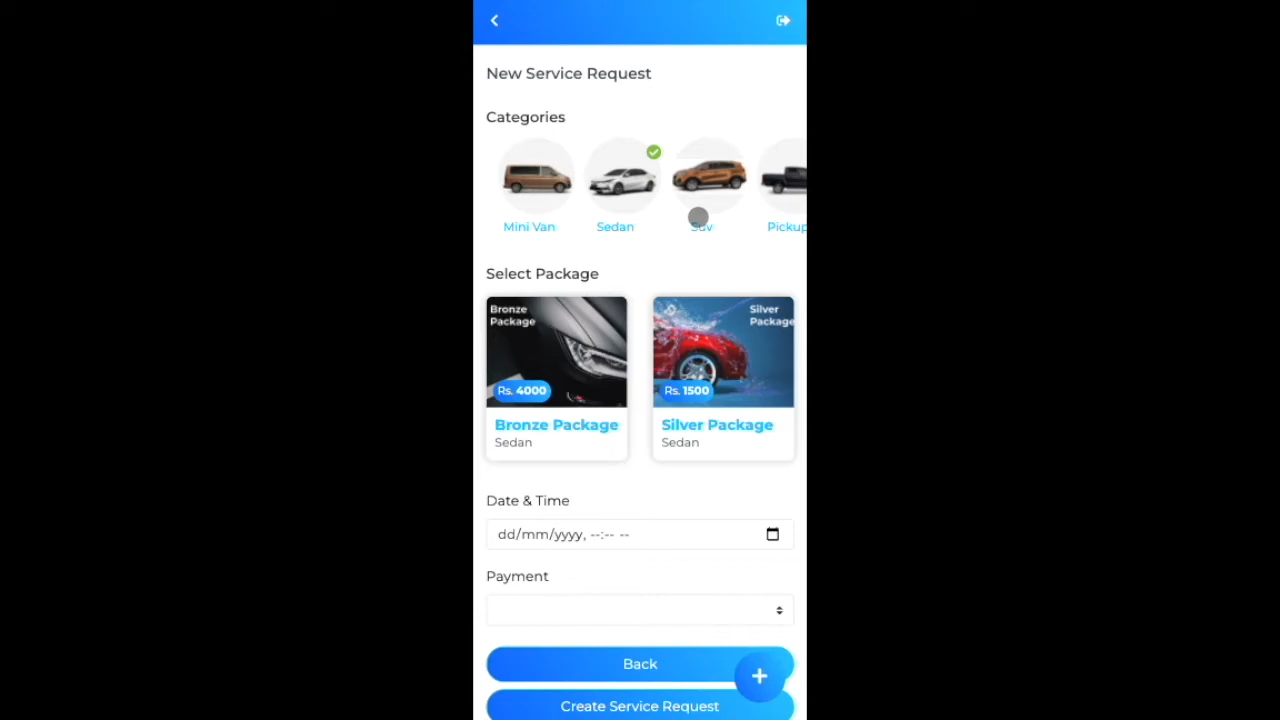 New Service Request
Categories
Mini Van
Sedan
Suv
Pickup
Select Package
Bronze
Package
Rs. 4000
Bronze Package
Sedan
Silver
Package
Rs. 1500
Silver Package
Sedan
Date & Time
dd/mm/yyyy, --:-- --
Payment
Back
+
Create Service Request